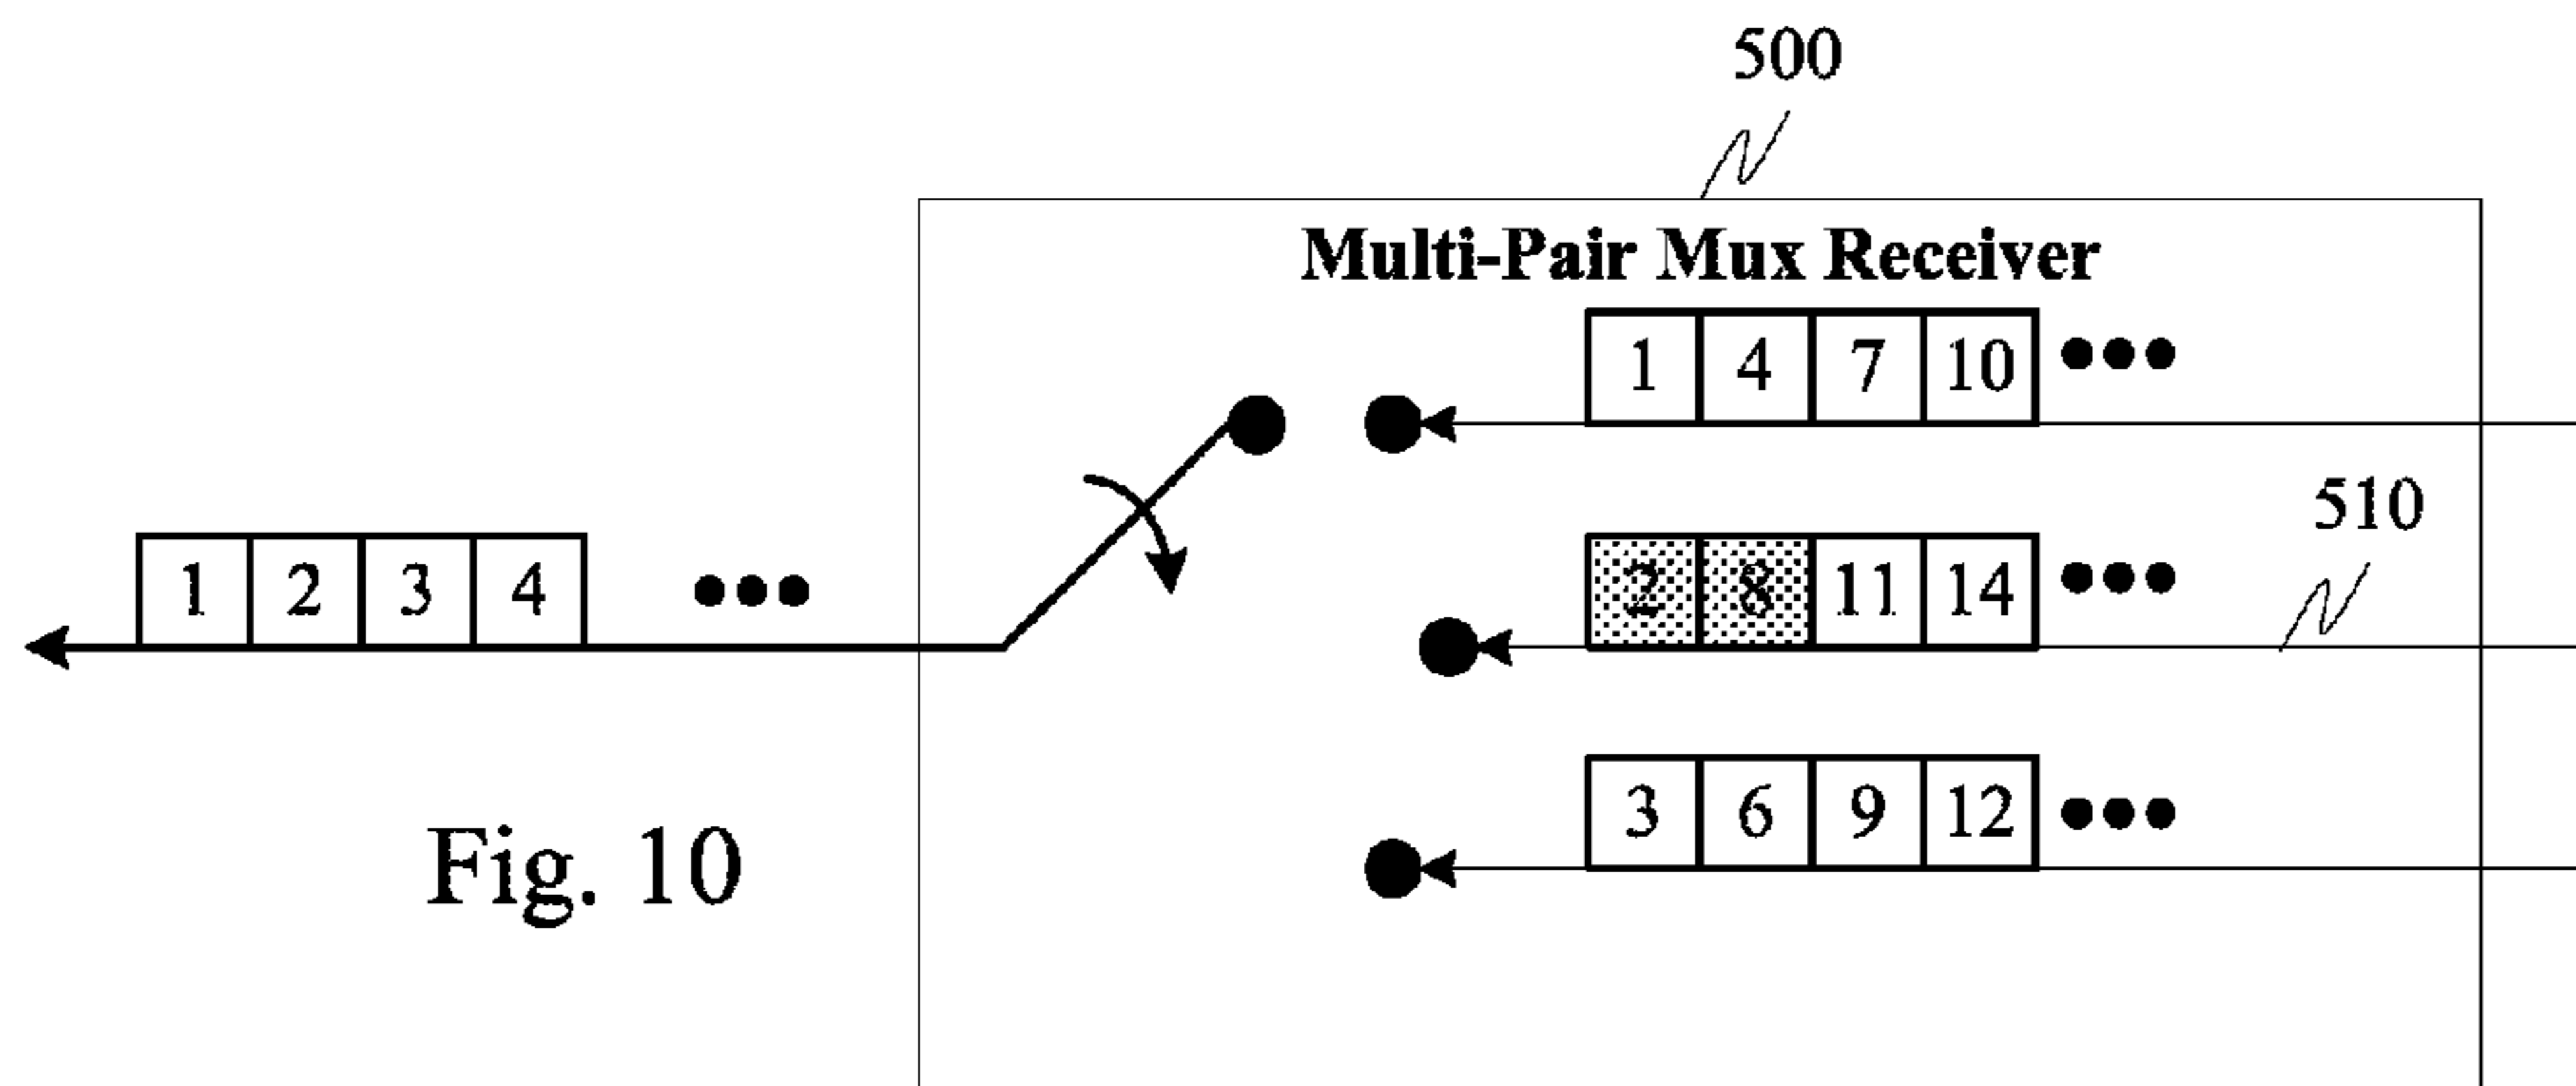 500
Multi-Pair Mux Receiver
1 4 7 10 •••
510
1 2 3 4 •••
2 8 11 14 •••
3 6 9 12 •••
Fig. 10